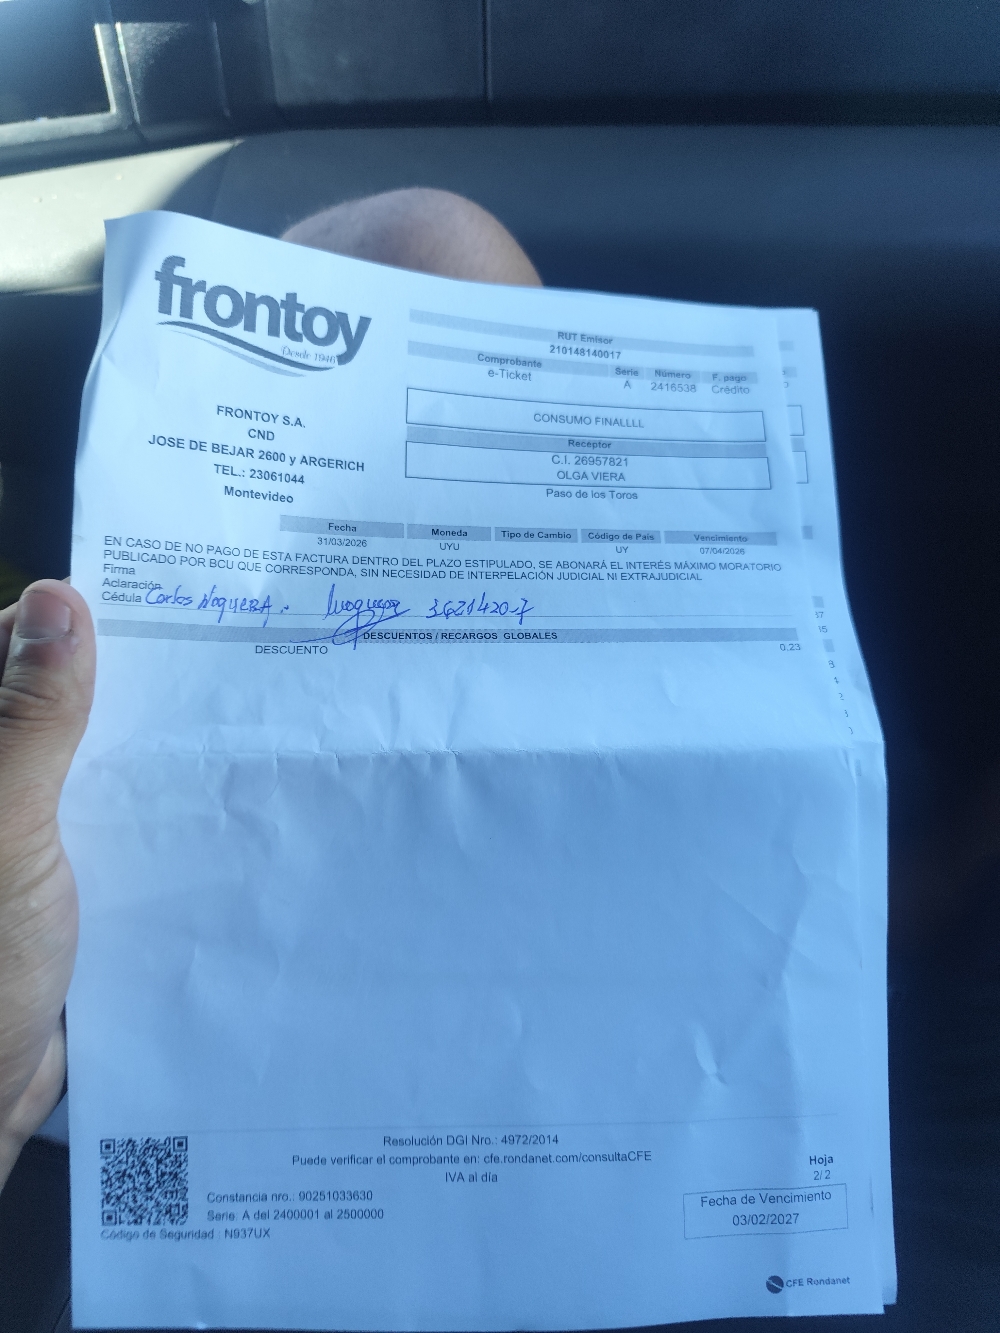 frontoy
Desde 1946
FRONTOY S.A.
CND
JOSE DE BEJAR 2600 y ARGERICH
TEL.: 23061044
Montevideo
RUT Emisor
210148140017
Comprobante Serie Número F. pago
e-Ticket A 2416538 Crédito
CONSUMO FINALLLL
Receptor
C.I. 26957821
OLGA VIERA
Paso de los Toros
Fecha Moneda Tipo de Cambio Código de País Vencimiento
31/03/2026 UYU UY 07/04/2026
EN CASO DE NO PAGO DE ESTA FACTURA DENTRO DEL PLAZO ESTIPULADO, SE ABONARÁ EL INTERÉS MÁXIMO MORATORIO
PUBLICADO POR BCU QUE CORRESPONDA, SIN NECESIDAD DE INTERPELACIÓN JUDICIAL NI EXTRAJUDICIAL
Firma
Aclaración
Cédula Carlos NogueRA. 3621420-7
DESCUENTOS / RECARGOS GLOBALES
DESCUENTO 0,23
Resolución DGI Nro.: 4972/2014
Puede verificar el comprobante en: cfe.rondanet.com/consultaCFE
IVA al día
Constancia nro.: 90251033630
Serie: A del 2400001 al 2500000
Código de Seguridad : N937UX
Hoja
2/2
Fecha de Vencimiento
03/02/2027
CFE Rondanet